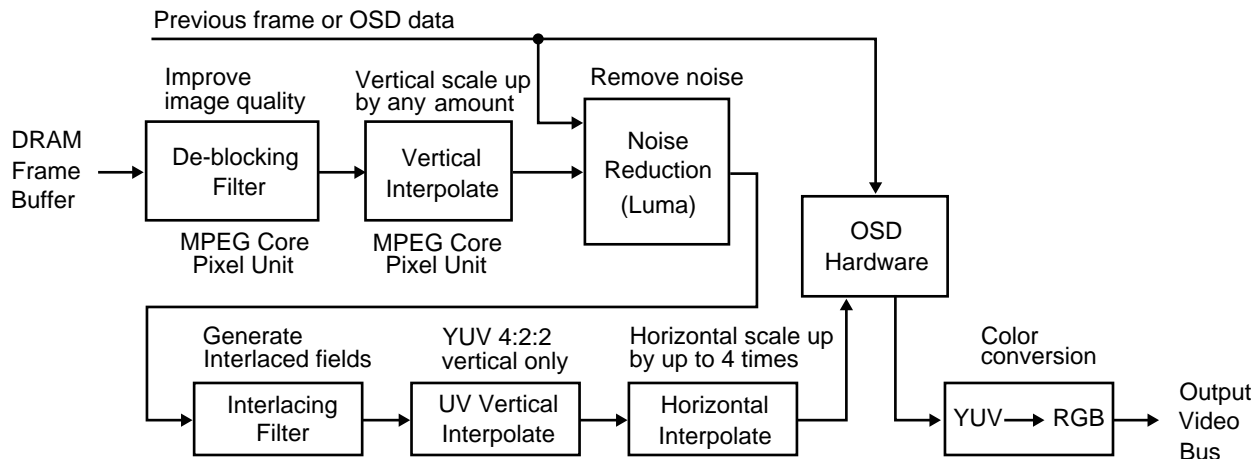 Previous frame or OSD data
Improve
image quality
Vertical scale up
by any amount
Remove noise
DRAM
Frame
Buffer
De-blocking
Filter
Vertical
Interpolate
Noise
Reduction
(Luma)
MPEG Core
Pixel Unit
MPEG Core
Pixel Unit
OSD
Hardware
Generate
Interlaced fields
YUV 4:2:2
vertical only
Horizontal scale up
by up to 4 times
Color
conversion
Interlacing
Filter
UV Vertical
Interpolate
Horizontal
Interpolate
YUV RGB
Output
Video
Bus